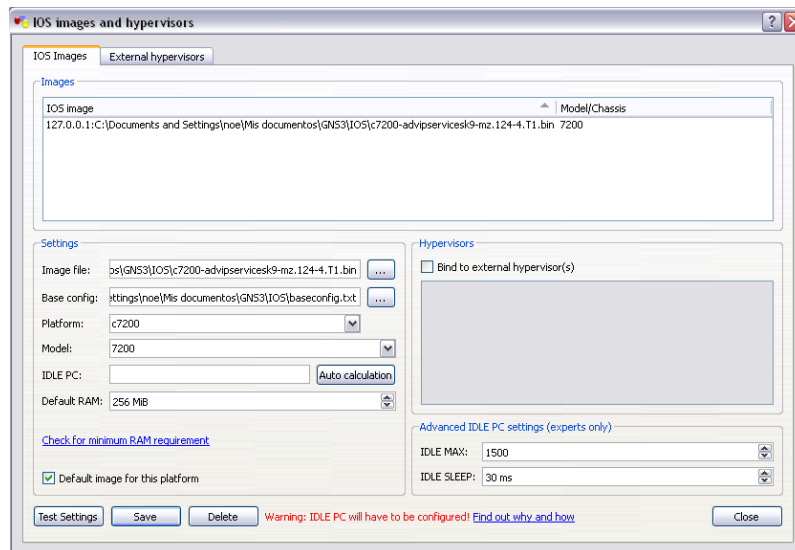 IOS images and hypervisors
IOS Images External hypervisors
Images
IOS image Model/Chassis
127.0.0.1:C:\Documents and Settings\noe\Mis documentos\GNS3\IOS\c7200-advipservicesk9-mz.124-4.T1.bin 7200
Settings
Image file: os\GNS3\IOS\c7200-advipservicesk9-mz.124-4.T1.bin ...
Base config: ettings\noe\Mis documentos\GNS3\IOS\baseconfig.txt ...
Platform: c7200
Model: 7200
IDLE PC: Auto calculation
Default RAM: 256 MiB
Check for minimum RAM requirement
Default image for this platform
Hypervisors
Bind to external hypervisor(s)
Advanced IDLE PC settings (experts only)
IDLE MAX: 1500
IDLE SLEEP: 30 ms
Test Settings Save Delete Warning: IDLE PC will have to be configured! Find out why and how Close